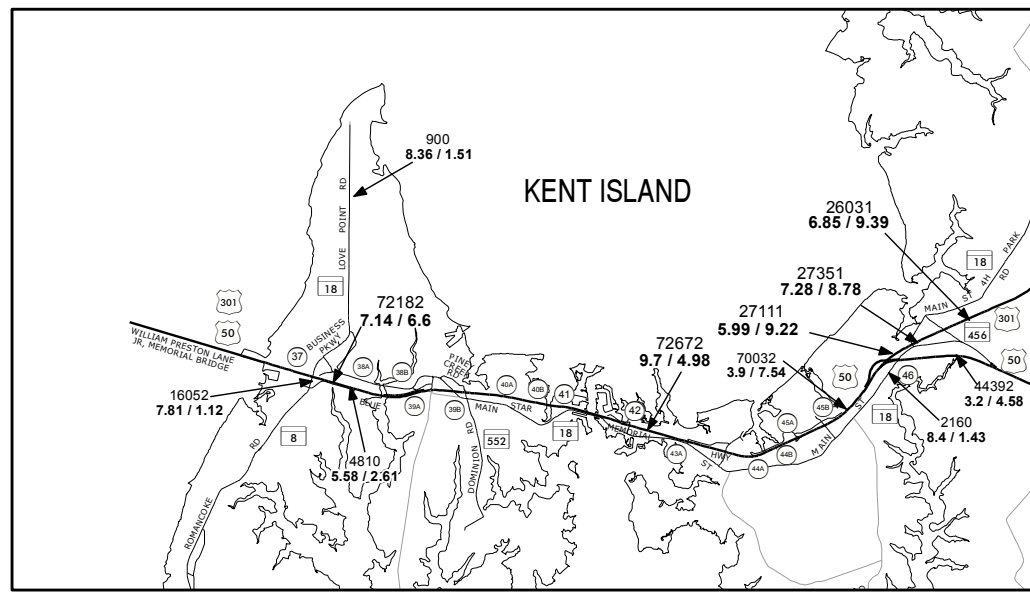 KENT ISLAND
900
8.36 / 1.51
LOVE POINT RD
18
301
50
WILLIAM PRESTON LANE
JR, MEMORIAL BRIDGE
37
BUSINESS
PKWY
72182
7.14 / 6.6
38A
38B
16052
7.81 / 1.12
8
ROMANCOKE RD
4810
5.58 / 2.61
BLUE
39A
PINEY
CREEK
RD
39B
MAIN STAR
DOMINION RD
552
40A
40B
41
18
42
MEMORIAL
72672
9.7 / 4.98
43A
HWY
ST
44A
44B
45A
45B
MAIN ST
70032
3.9 / 7.54
50
27111
5.99 / 9.22
27351
7.28 / 8.78
26031
6.85 / 9.39
18
MAIN ST
4H PARK RD
301
456
50
46
44392
3.2 / 4.58
18
2160
8.4 / 1.43